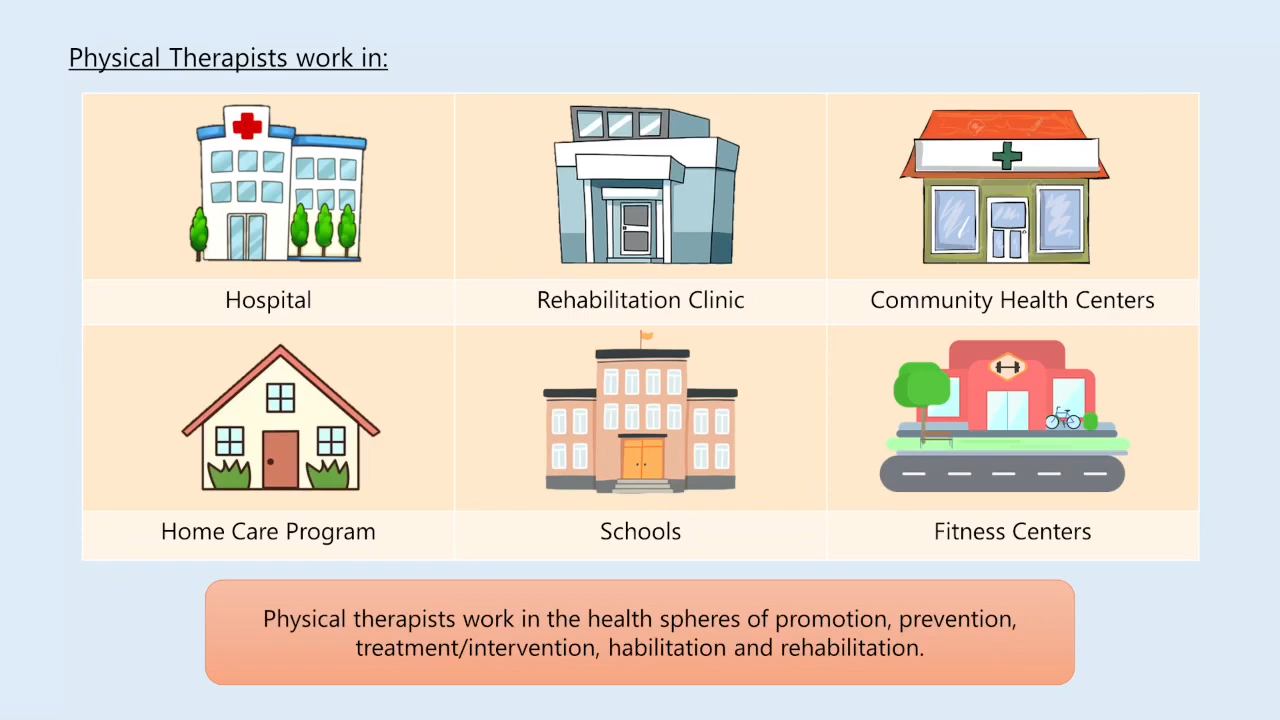 Physical Therapists work in:
Hospital
Rehabilitation Clinic
Community Health Centers
Home Care Program
Schools
Fitness Centers
Physical therapists work in the health spheres of promotion, prevention,
treatment/intervention, habilitation and rehabilitation.